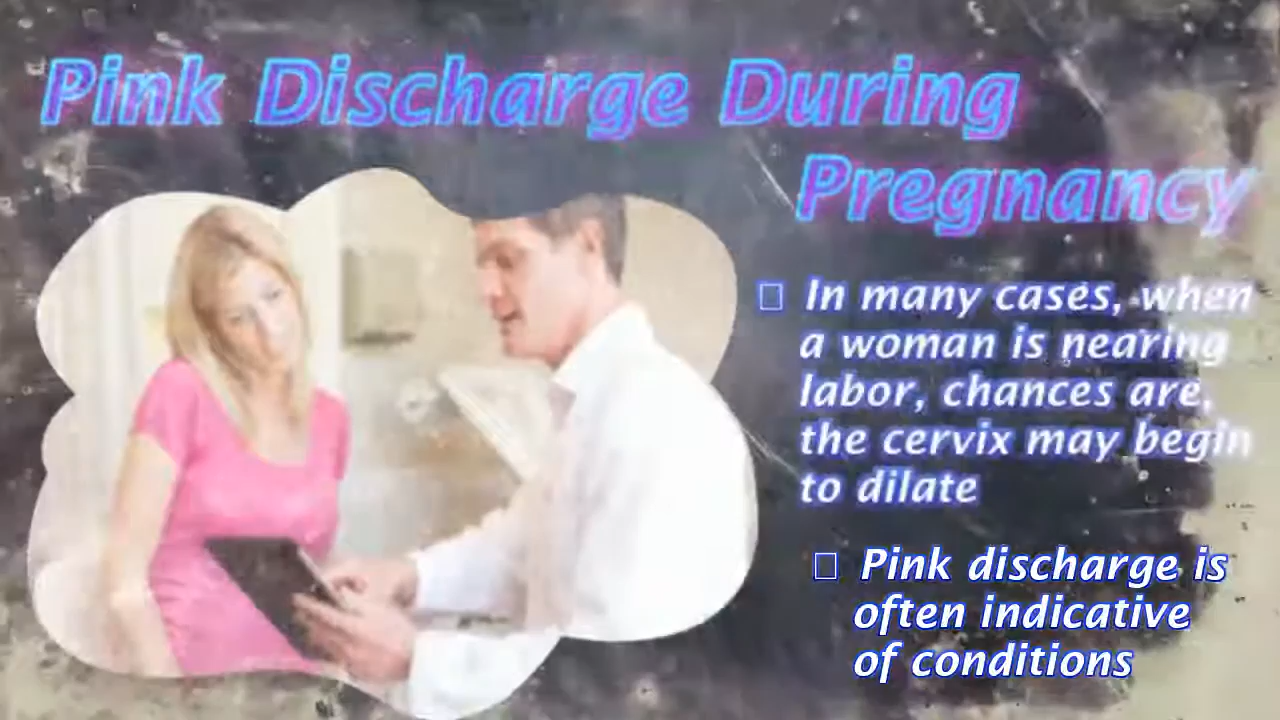 Pink Discharge During
Pregnancy
In many cases, when
a woman is nearing
labor, chances are,
the cervix may begin
to dilate
Pink discharge is
often indicative
of conditions